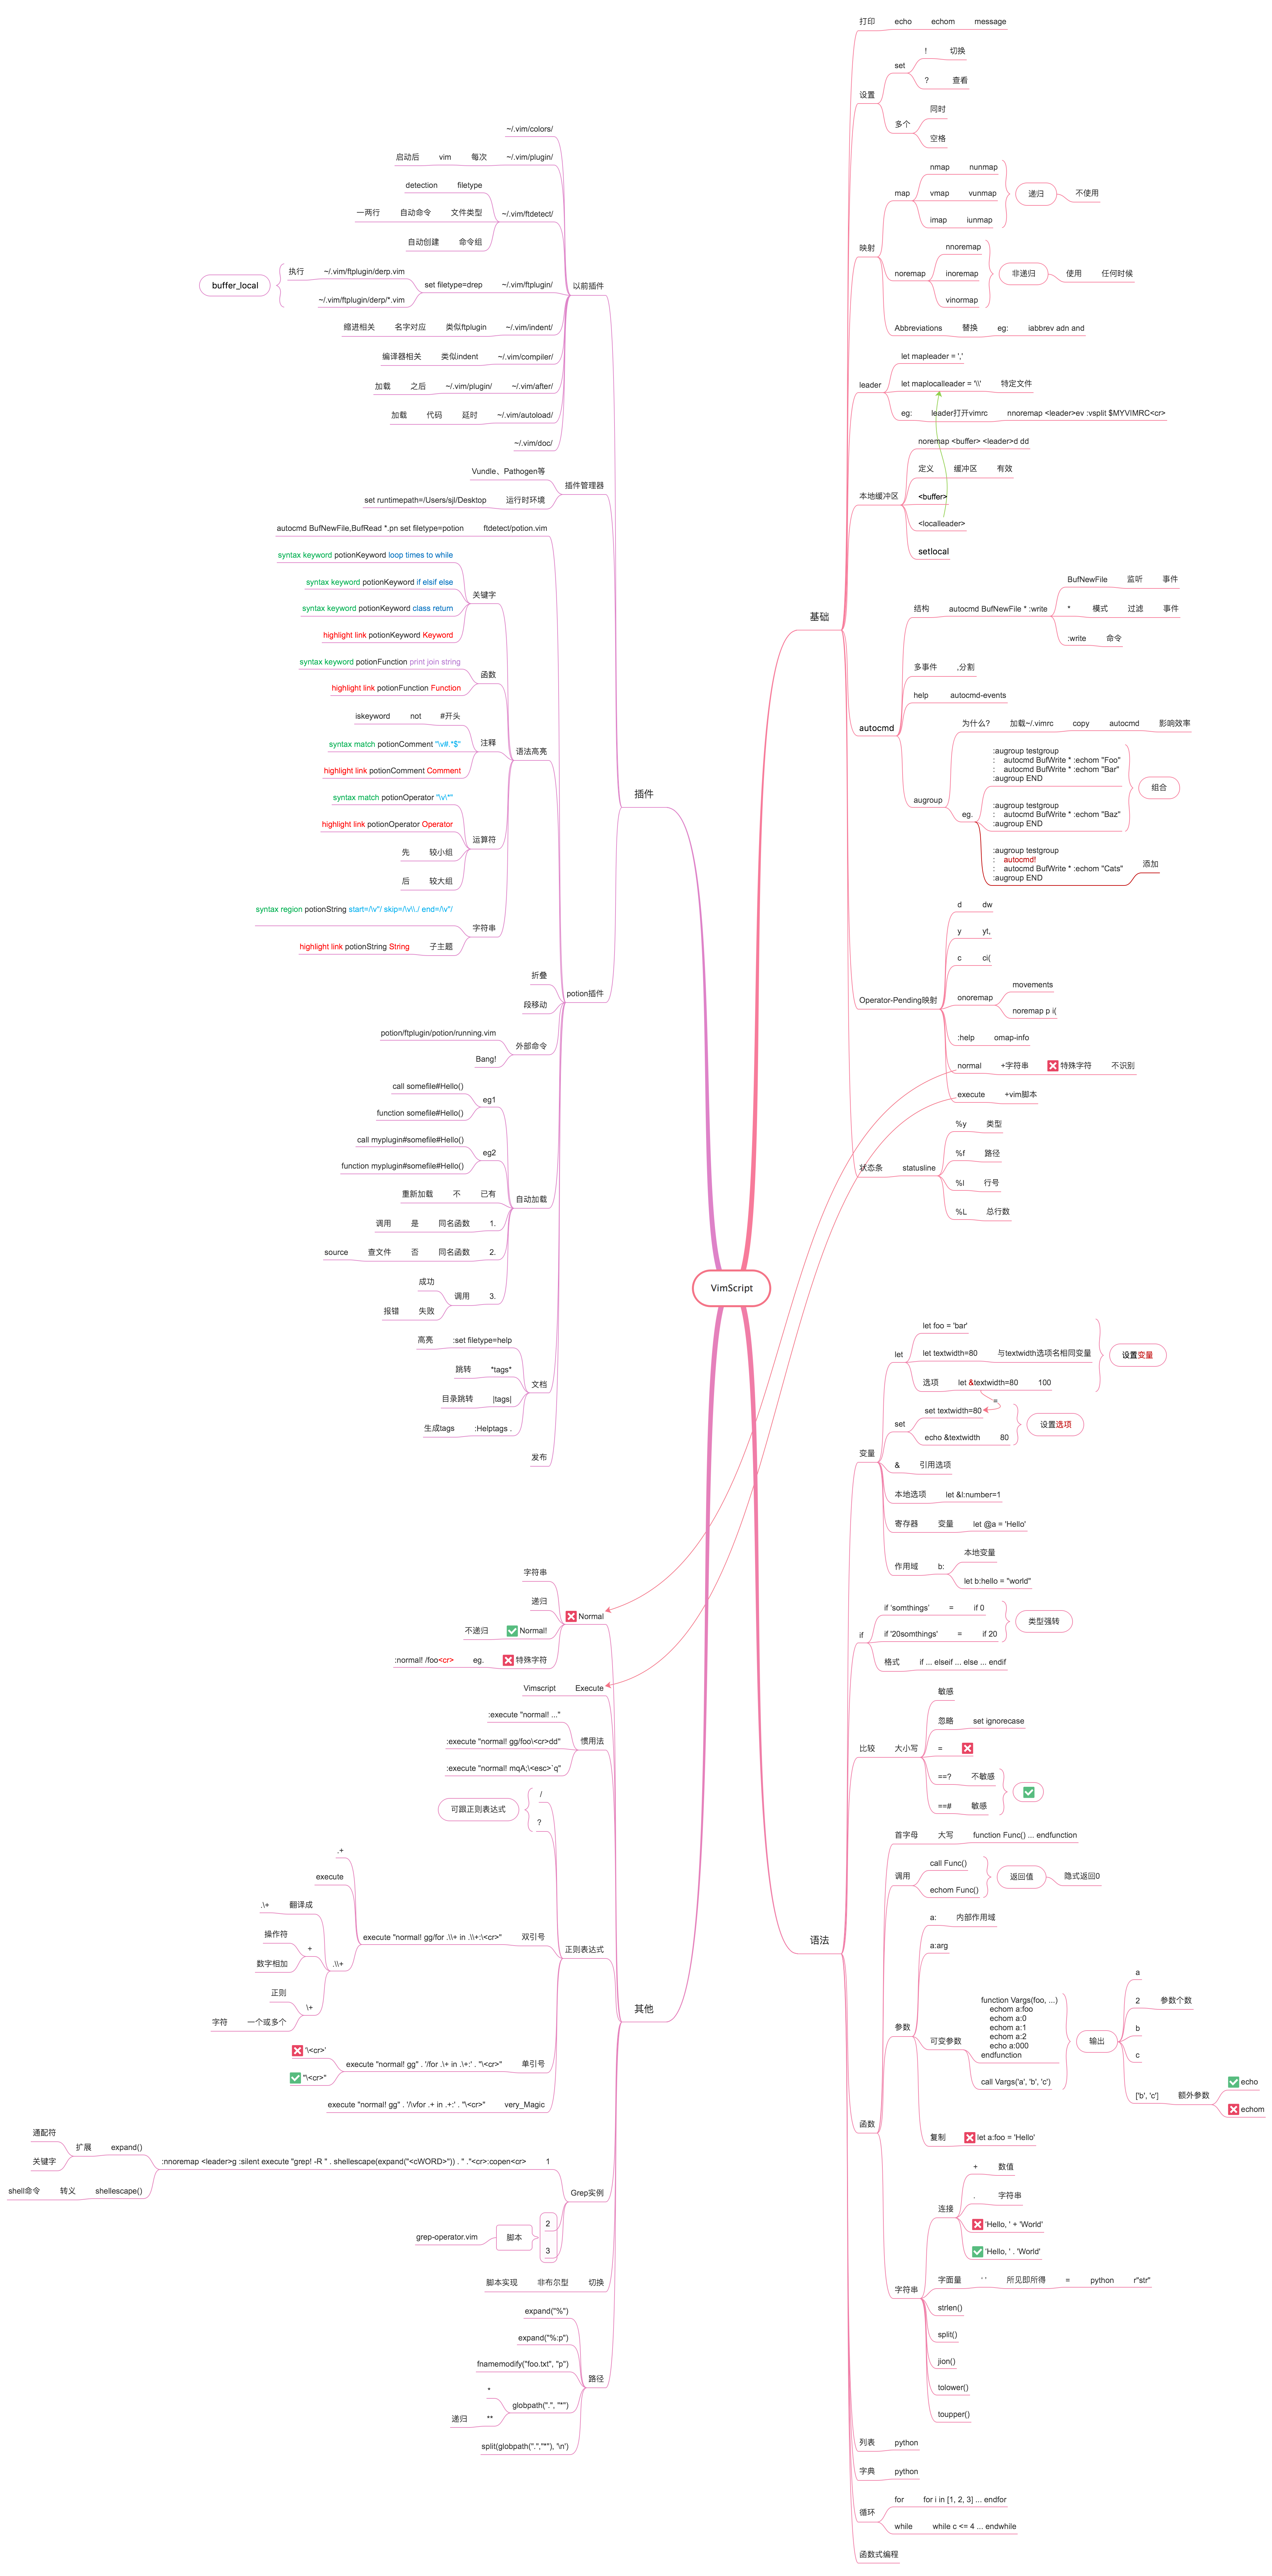 VimScript
基础
打印 echo echom message
设置
set
! 切换
? 查看
多个
同时
空格
映射
map
nmap nunmap
vmap vunmap
imap iunmap
递归 不使用
noremap
nnoremap
inoremap
vinormap
非递归 使用 任何时候
Abbreviations 替换 eg: iabbrev adn and
leader
let mapleader = ','
let maplocalleader = '\\' 特定文件
eg: leader打开vimrc nnoremap <leader>ev :vsplit $MYVIMRC<cr>
本地缓冲区
noremap <buffer> <leader>d dd
定义 缓冲区 有效
<buffer>
<localleader>
setlocal
autocmd
结构 autocmd BufNewFile * :write
BufNewFile 监听 事件
* 模式 过滤 事件
:write 命令
多事件 ,分割
help autocmd-events
augroup
为什么? 加载~/.vimrc copy autocmd 影响效率
eg.
:augroup testgroup
: autocmd BufWrite * :echom "Foo"
: autocmd BufWrite * :echom "Bar"
:augroup END
:augroup testgroup
: autocmd BufWrite * :echom "Baz"
:augroup END
组合
:augroup testgroup
: autocmd!
: autocmd BufWrite * :echom "Cats"
:augroup END
添加
Operator-Pending映射
d dw
y yt,
c ci(
onoremap
movements
noremap p i(
:help omap-info
normal +字符串 特殊字符 不识别
execute +vim脚本
状态条 statusline
%y 类型
%f 路径
%l 行号
%L 总行数
语法
变量
let
let foo = 'bar'
let textwidth=80 与textwidth选项名相同变量
选项 let &textwidth=80 100
设置变量
=
set
set textwidth=80
echo &textwidth 80
设置选项
& 引用选项
本地选项 let &l:number=1
寄存器 变量 let @a = 'Hello'
作用域 b:
本地变量
let b:hello = "world"
if
if 'somthings' = if 0
if '20somthings' = if 20
类型强转
格式 if ... elseif ... else ... endif
比较 大小写
敏感
忽略 set ignorecase
=
==? 不敏感
==# 敏感
函数
首字母 大写 function Func() ... endfunction
调用
call Func()
echom Func()
返回值 隐式返回0
参数
a: 内部作用域
a:arg
可变参数
function Vargs(foo, ...)
echom a:foo
echom a:0
echom a:1
echom a:2
echo a:000
endfunction
call Vargs('a', 'b', 'c')
输出
a
2 参数个数
b
c
['b', 'c'] 额外参数
echo
echom
复制 let a:foo = 'Hello'
字符串
连接
+ 数值
. 字符串
'Hello, ' + 'World'
'Hello, ' . 'World'
字面量 ' ' 所见即所得 = python r"str"
strlen()
split()
jion()
tolower()
toupper()
列表 python
字典 python
循环
for for i in [1, 2, 3] ... endfor
while while c <= 4 ... endwhile
函数式编程
插件
以前插件
~/.vim/colors/
启动后 vim 每次 ~/.vim/plugin/
~/.vim/ftdetect/
detection filetype
一两行 自动命令 文件类型
自动创建 命令组
set filetype=drep ~/.vim/ftplugin/
执行 ~/.vim/ftplugin/derp.vim
~/.vim/ftplugin/derp/*.vim
buffer_local
缩进相关 名字对应 类似ftplugin ~/.vim/indent/
编译器相关 类似indent ~/.vim/compiler/
加载 之后 ~/.vim/plugin/ ~/.vim/after/
加载 代码 延时 ~/.vim/autoload/
~/.vim/doc/
插件管理器
Vundle、Pathogen等
set runtimepath=/Users/sjl/Desktop 运行时环境
potion插件
autocmd BufNewFile,BufRead *.pn set filetype=potion ftdetect/potion.vim
语法高亮
关键字
syntax keyword potionKeyword loop times to while
syntax keyword potionKeyword if elsif else
syntax keyword potionKeyword class return
highlight link potionKeyword Keyword
函数
syntax keyword potionFunction print join string
highlight link potionFunction Function
注释
iskeyword not #开头
syntax match potionComment "\v#.*$"
highlight link potionComment Comment
运算符
syntax match potionOperator "\v\*"
highlight link potionOperator Operator
先 较小组
后 较大组
字符串
syntax region potionString start=/\v"/ skip=/\v\\./ end=/\v"/
highlight link potionString String 子主题
折叠
段移动
外部命令
potion/ftplugin/potion/running.vim
Bang!
自动加载
eg1
call somefile#Hello()
function somefile#Hello()
eg2
call myplugin#somefile#Hello()
function myplugin#somefile#Hello()
重新加载 不 已有
调用 是 同名函数 1.
source 查文件 否 同名函数 2.
调用 3.
成功
报错 失败
文档
高亮 :set filetype=help
跳转 *tags*
目录跳转 |tags|
生成tags :Helptags .
发布
其他
Normal
字符串
递归
不递归 Normal!
:normal! /foo<cr> eg. 特殊字符
Vimscript Execute
惯用法
:execute "normal! ..."
:execute "normal! gg/foo\<cr>dd"
:execute "normal! mqA;\<esc>`q"
正则表达式
/
?
可跟正则表达式
execute "normal! gg/for .\\+ in .\\+:\<cr>" 双引号
.+
execute
.\\+
.\+ 翻译成
+
操作符
数字相加
\+
正则
字符 一个或多个
execute "normal! gg" . '/for .\+ in .\+:' . "\<cr>" 单引号
'\<cr>'
"\<cr>"
execute "normal! gg" . '/\vfor .+ in .+:' . "\<cr>" very_Magic
Grep实例
:nnoremap <leader>g :silent execute "grep! -R " . shellescape(expand("<cWORD>")) . " ."<cr>:copen<cr> 1
扩展 expand()
通配符
关键字
shell命令 转义 shellescape()
2
3
grep-operator.vim 脚本
脚本实现 非布尔型 切换
路径
expand("%")
expand("%:p")
fnamemodify("foo.txt", "p")
globpath(".", "*")
*
递归 **
split(globpath(".","*"), '\n')